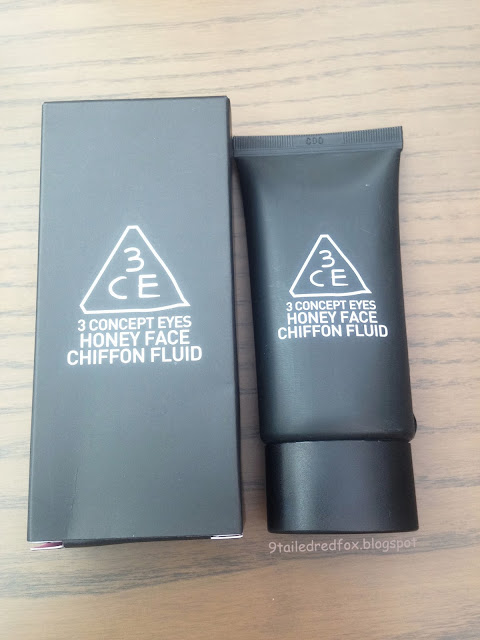 3
CE
3 CONCEPT EYES
HONEY FACE
CHIFFON FLUID
3
CE
3 CONCEPT EYES
HONEY FACE
CHIFFON FLUID
9tailedredfox.blogspot